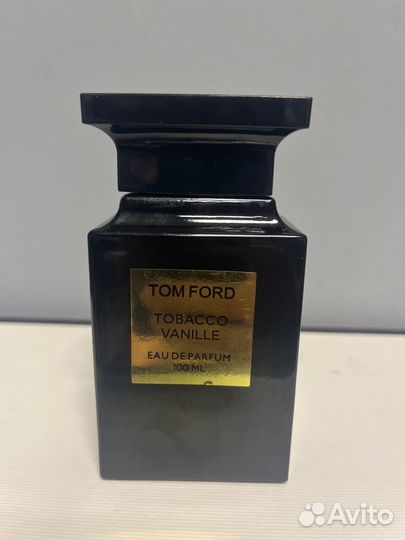 TOM FORD
TOBACCO
VANILLE
EAU DE PARFUM
100 ML
Avito